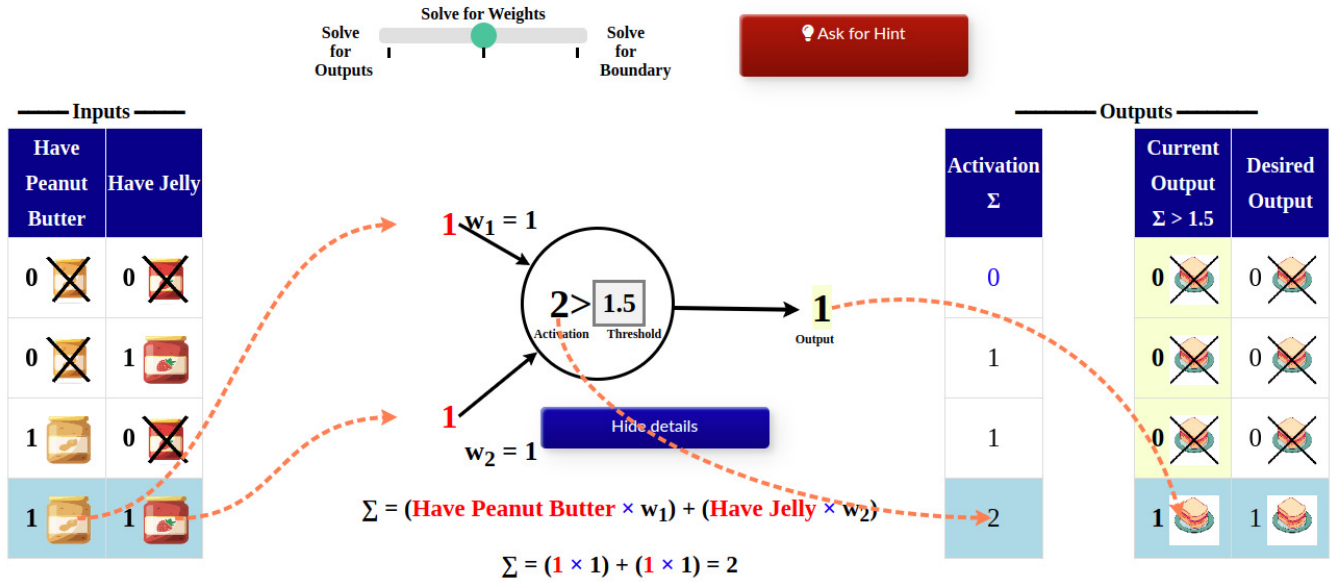 Solve for Weights
Solve
for
Outputs
Solve
for
Boundary
Ask for Hint
Inputs
Outputs
Have
Peanut
Butter
Have Jelly
Activation
Σ
Current
Output
Σ > 1.5
Desired
Output
0 0
0 1
1 0
1 1
1 w1 = 1
2> 1.5
Activation Threshold
1
Output
1
w2 = 1
Hide details
∑ = (Have Peanut Butter × w1) + (Have Jelly × w2)
∑ = (1 × 1) + (1 × 1) = 2
0 0 0
1 0 0
1 0 0
2 1 1